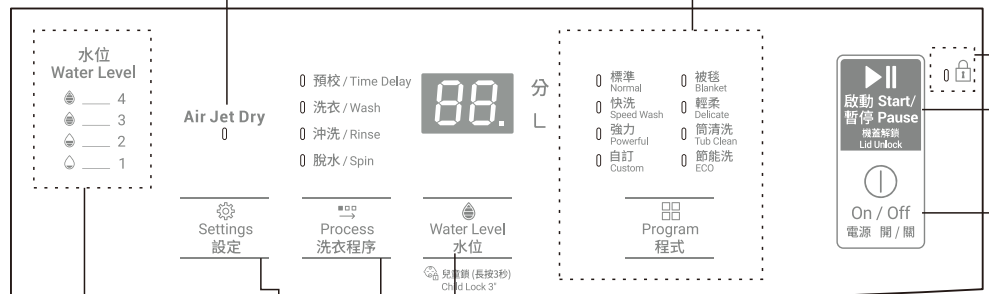 水位
Water Level
4
3
2
1
Air Jet Dry
預校 / Time Delay
洗衣 / Wash
沖洗 / Rinse
脫水 / Spin
88.
分
L
標準
Normal
快洗
Speed Wash
強力
Powerful
自訂
Custom
被毯
Blanket
輕柔
Delicate
筒清洗
Tub Clean
節能洗
ECO
啟動 Start/
暫停 Pause
機蓋解鎖
Lid Unlock
On / Off
電源 開 / 關
Settings
設定
Process
洗衣程序
Water Level
水位
兒童鎖 (長按3秒)
Child Lock 3"
Program
程式